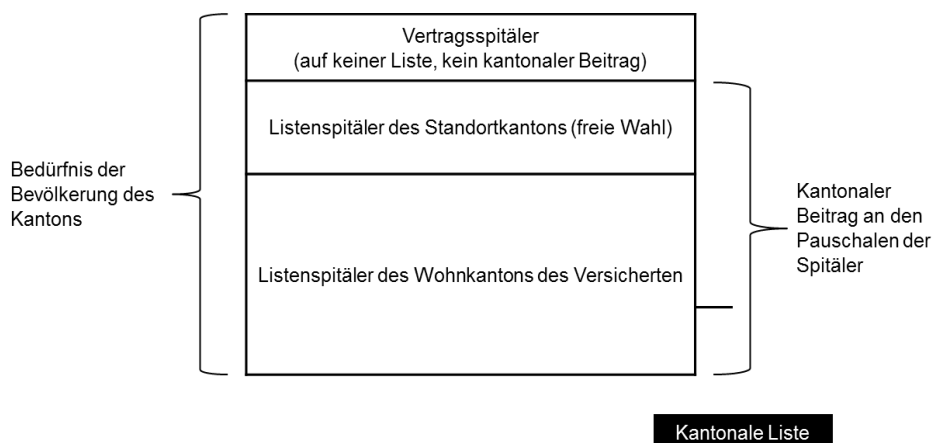 Vertragsspitäler
(auf keiner Liste, kein kantonaler Beitrag)
Listenspitäler des Standortkantons (freie Wahl)
Bedürfnis der
Bevölkerung des
Kantons
Kantonaler
Beitrag an den
Pauschalen der
Spitäler
Listenspitäler des Wohnkantons des Versicherten
Kantonale Liste